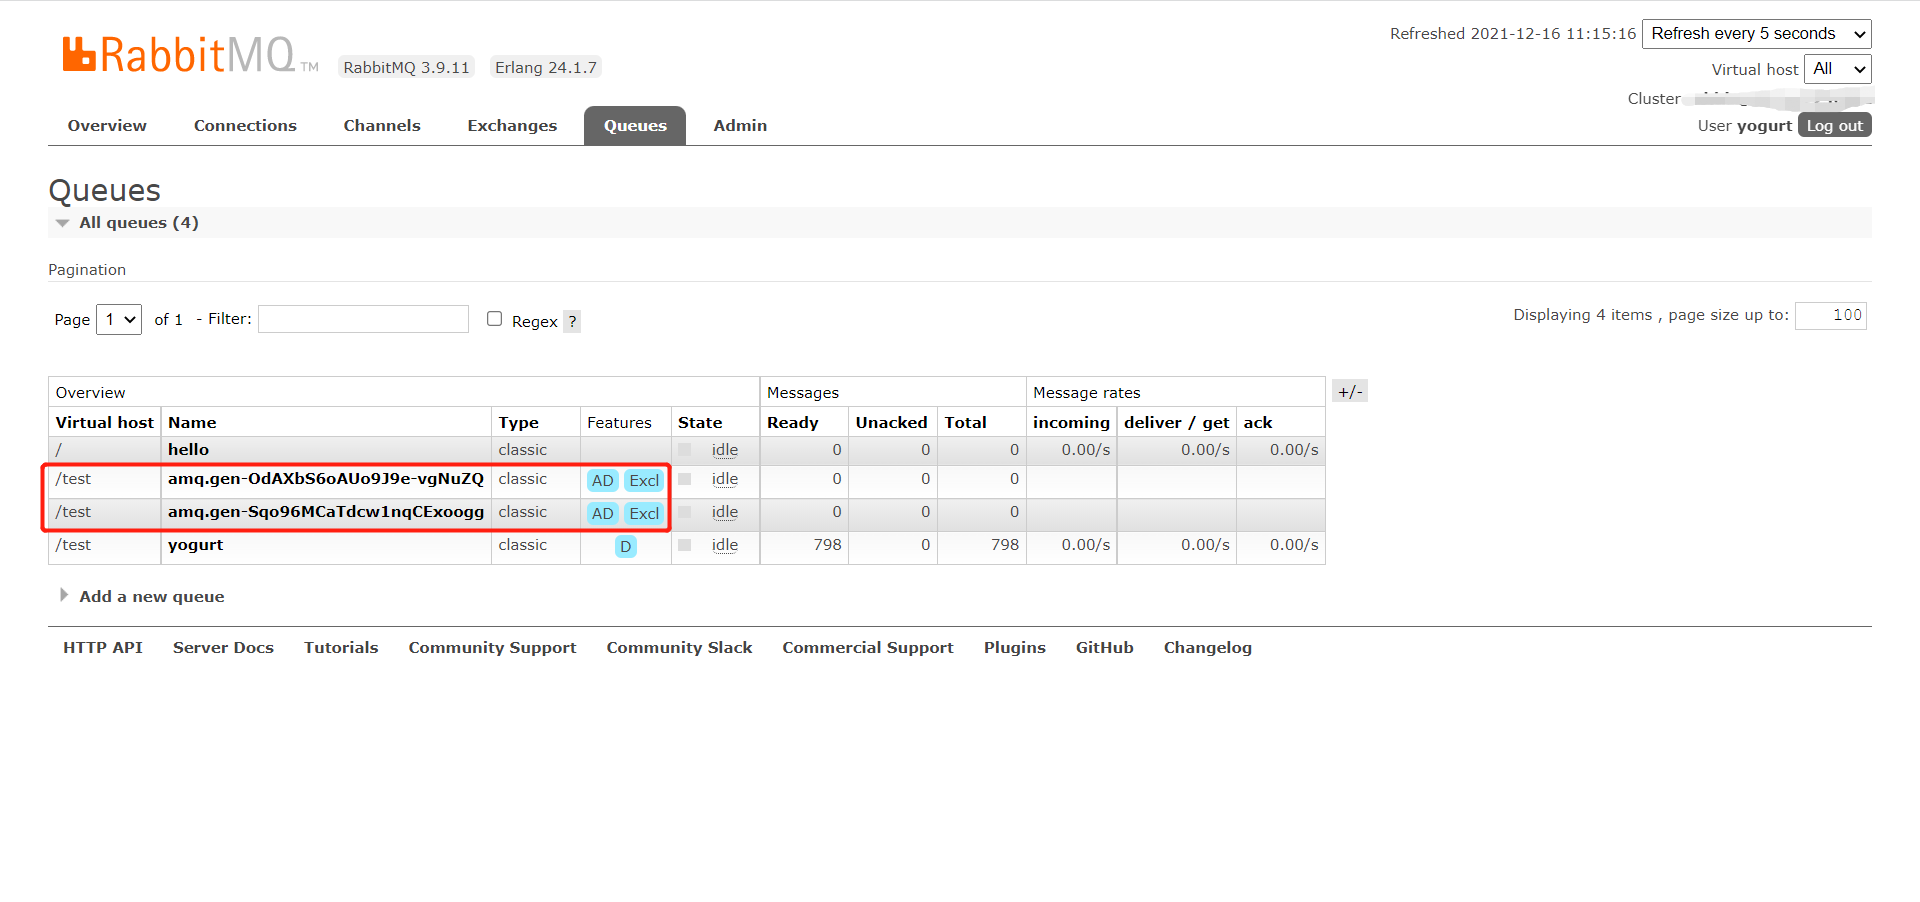 RabbitMQ TM RabbitMQ 3.9.11 Erlang 24.1.7
Refreshed 2021-12-16 11:15:16 Refresh every 5 seconds
Virtual host All
Cluster
User yogurt Log out
Overview Connections Channels Exchanges Queues Admin
Queues
All queues (4)
Pagination
Page 1 of 1 - Filter: Regex ?
Displaying 4 items , page size up to: 100
Overview Messages Message rates +/-
Virtual host Name Type Features State Ready Unacked Total incoming deliver / get ack
/ hello classic idle 0 0 0 0.00/s 0.00/s 0.00/s
/test amq.gen-OdAXbS6oAUo9J9e-vgNuZQ classic AD Excl idle 0 0 0
/test amq.gen-Sqo96MCaTdcw1nqCExoogg classic AD Excl idle 0 0 0
/test yogurt classic D idle 798 0 798 0.00/s 0.00/s 0.00/s
Add a new queue
HTTP API Server Docs Tutorials Community Support Community Slack Commercial Support Plugins GitHub Changelog